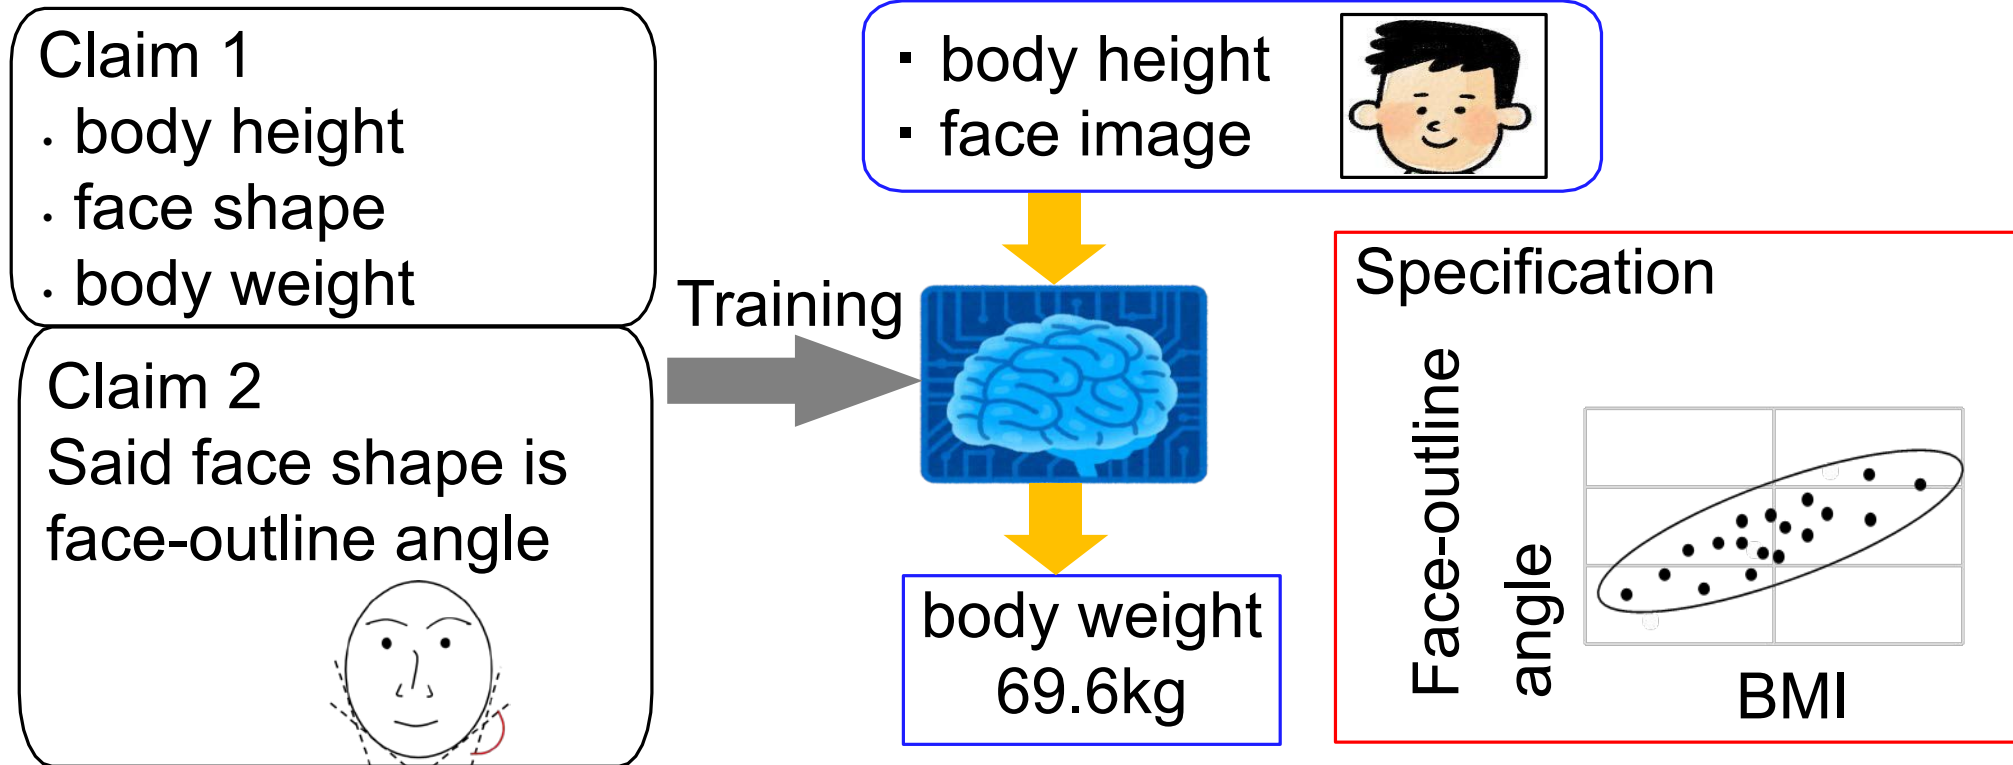 Claim 1
· body height
· face shape
· body weight
Claim 2
Said face shape is
face-outline angle
Training
▪ body height
▪ face image
body weight
69.6kg
Specification
Face-outline
angle
BMI